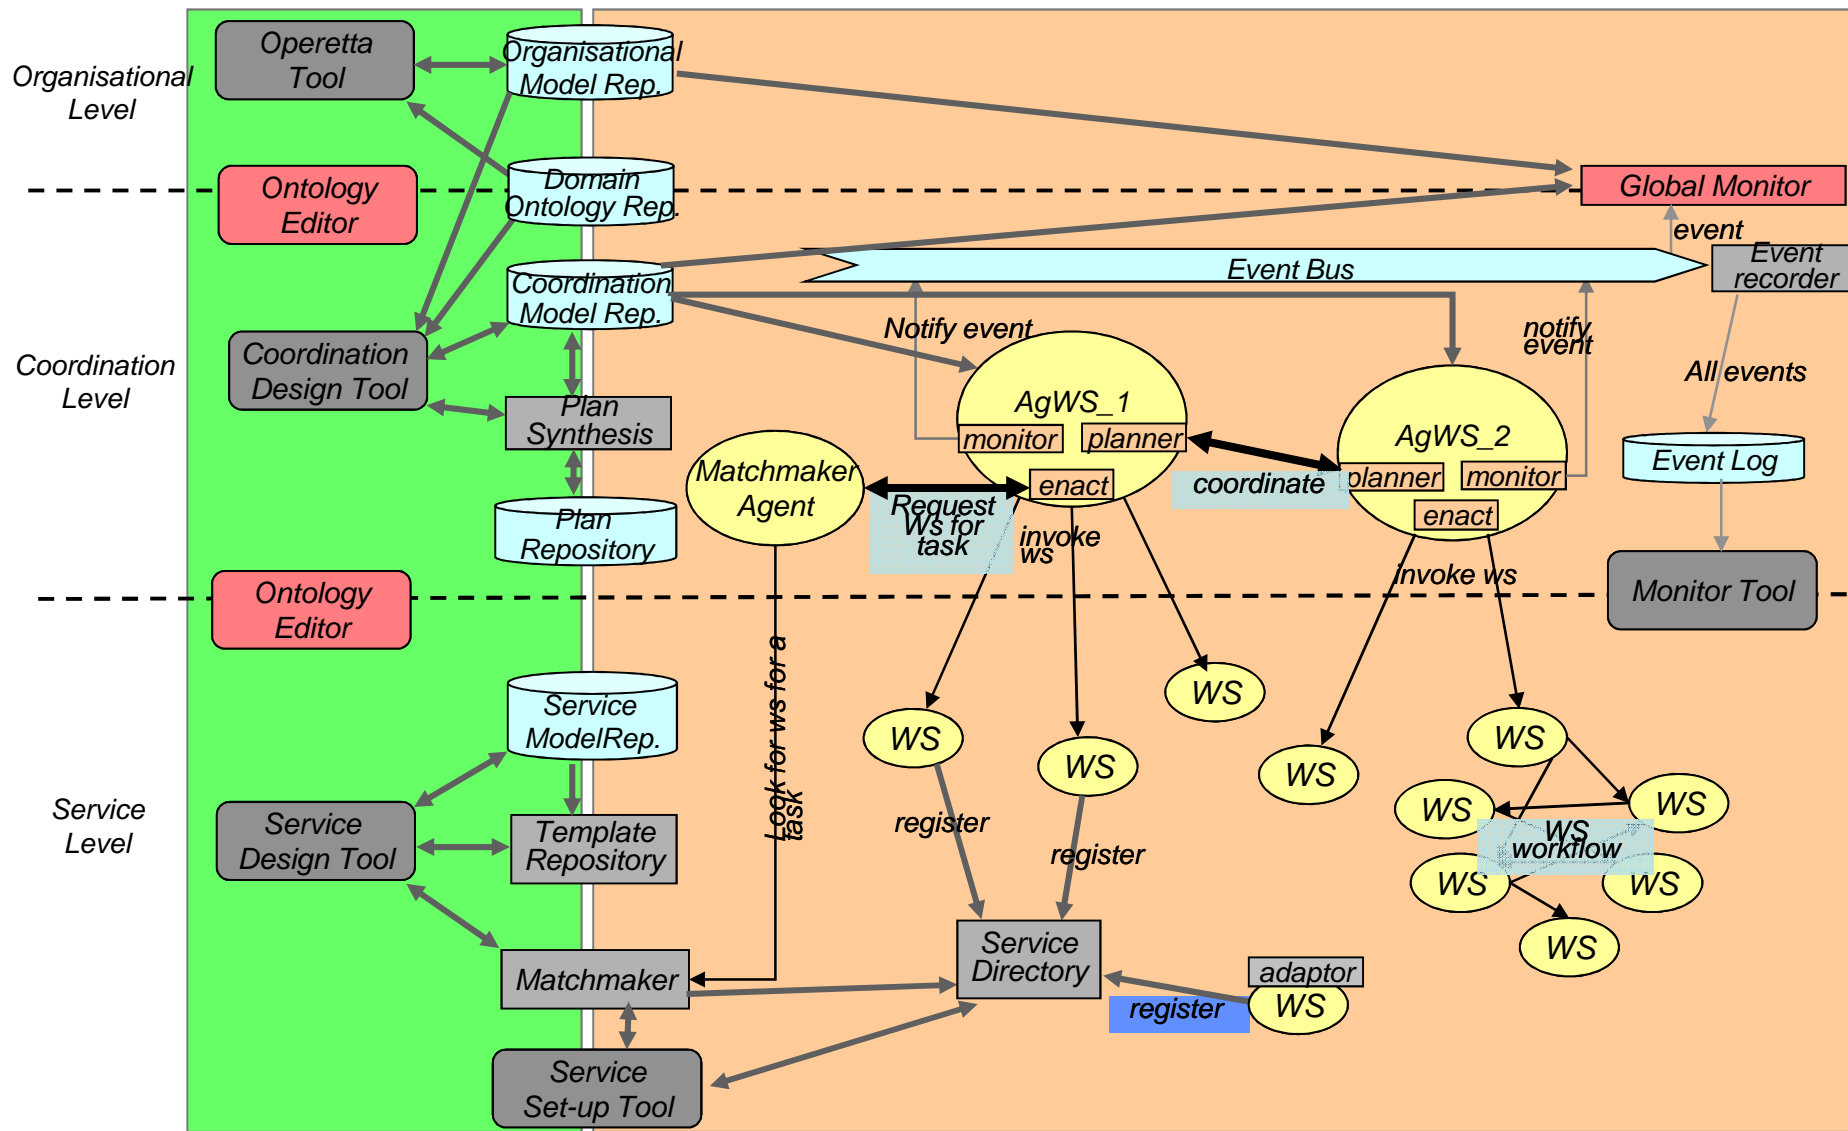 Organisational
Level
Operetta
Tool
Organisational
Model Rep.
Ontology
Editor
Domain
Ontology Rep.
Global Monitor
event
Event
recorder
Event Bus
Coordination
Model Rep.
Notify event
notify
event
Coordination
Level
Coordination
Design Tool
Plan
Synthesis
AgWS_1
monitor
planner
enact
AgWS_2
planner
monitor
enact
All events
Event Log
Matchmaker
Agent
Request
Ws for
task
coordinate
invoke
ws
invoke ws
Plan
Repository
Monitor Tool
Ontology
Editor
Look for ws for a
task
Service
Level
Service
ModelRep.
WS
WS
WS
WS
WS
WS
WS
WS
workflow
WS
WS
WS
register
register
Service
Design Tool
Template
Repository
Matchmaker
Service
Directory
adaptor
WS
register
Service
Set-up Tool